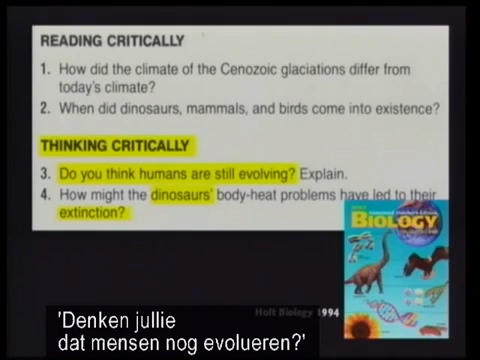 READING CRITICALLY
1. How did the climate of the Cenozoic glaciations differ from
today's climate?
2. When did dinosaurs, mammals, and birds come into existence?
THINKING CRITICALLY
3. Do you think humans are still evolving? Explain.
4. How might the dinosaurs' body-heat problems have led to their
extinction?
BIOLOGY
Holt Biology 1994
'Denken jullie
dat mensen nog evolueren?'